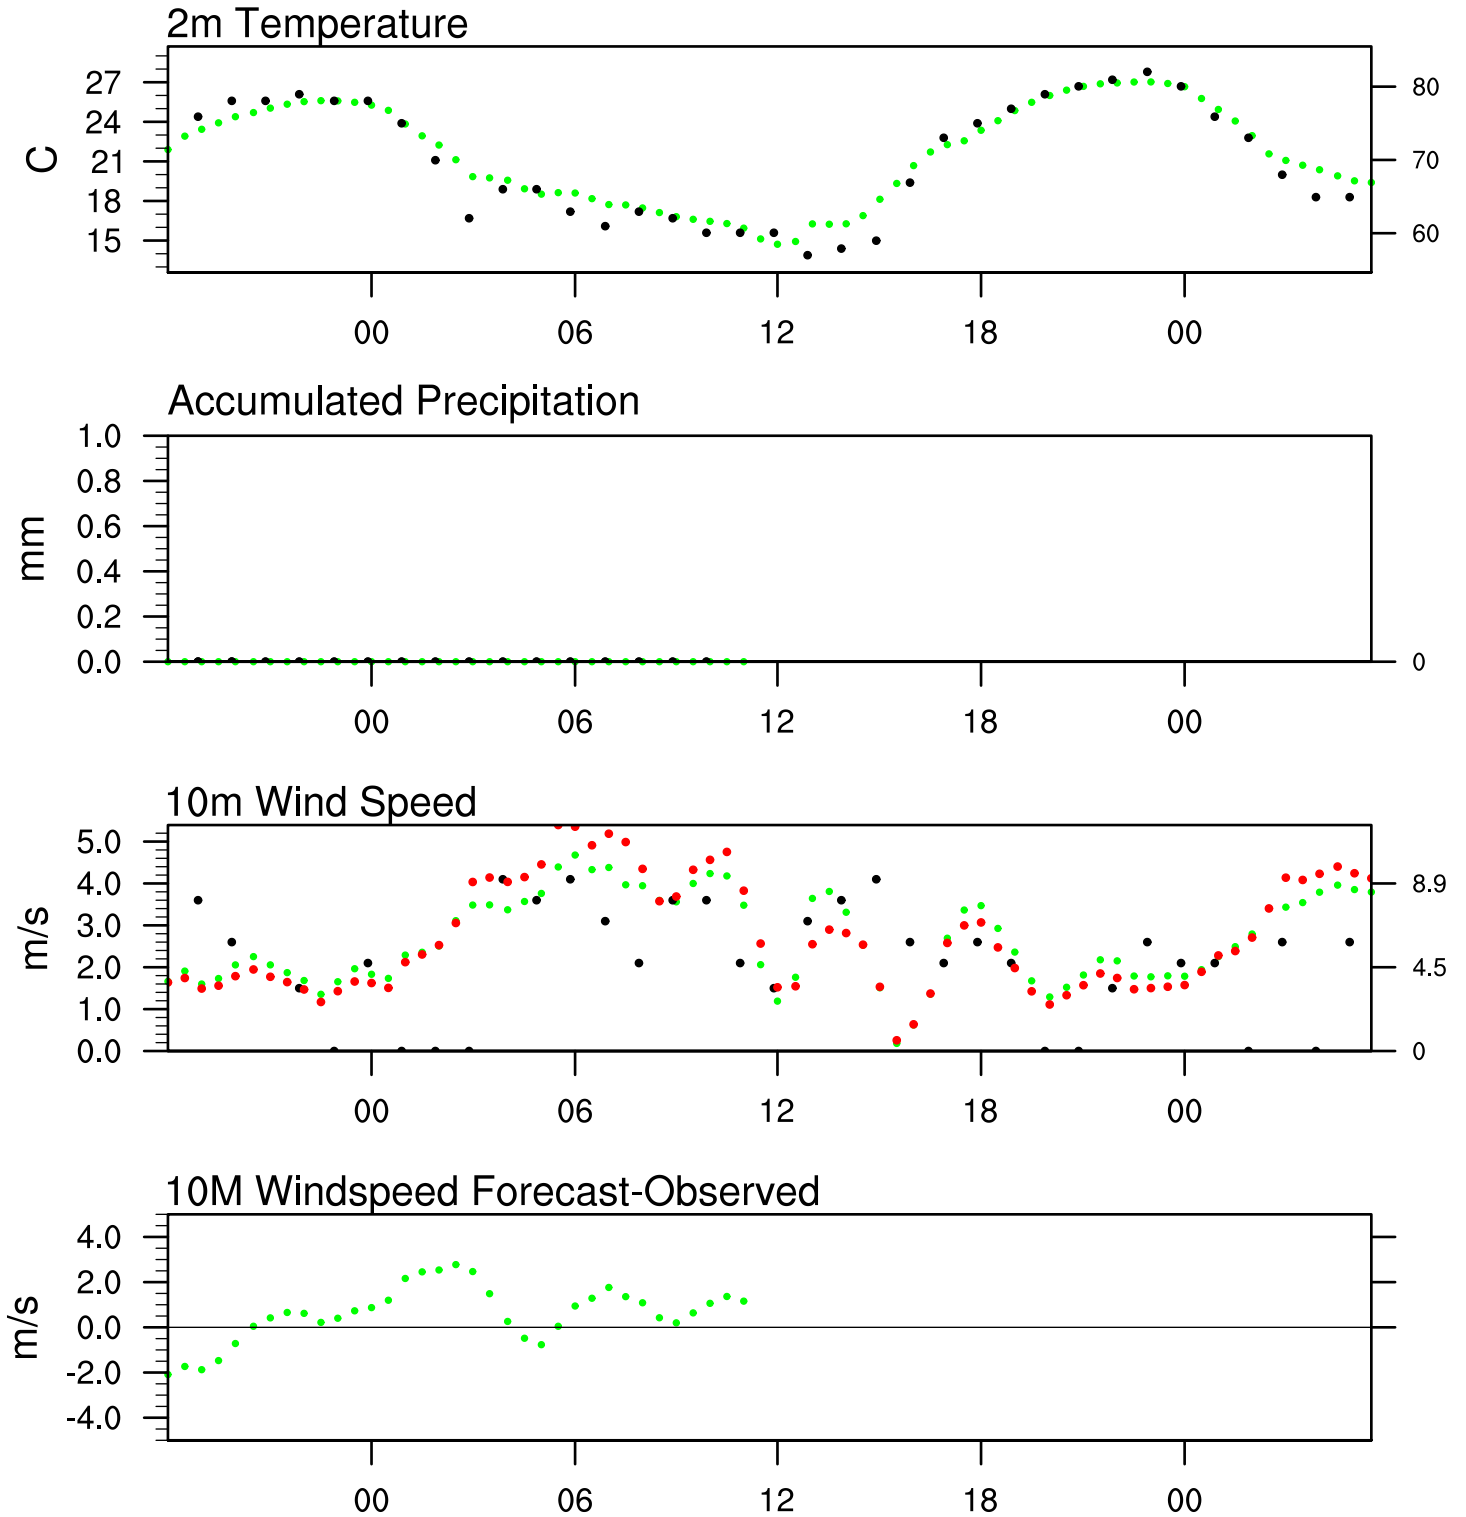 2m Temperature
27
24
21
18
15
C
80
70
60
00 06 12 18 00
Accumulated Precipitation
1.0
0.8
0.6
0.4
0.2
0.0
mm
0
00 06 12 18 00
10m Wind Speed
5.0
4.0
3.0
2.0
1.0
0.0
m/s
8.9
4.5
0
00 06 12 18 00
10M Windspeed Forecast-Observed
4.0
2.0
0.0
-2.0
-4.0
m/s
00 06 12 18 00